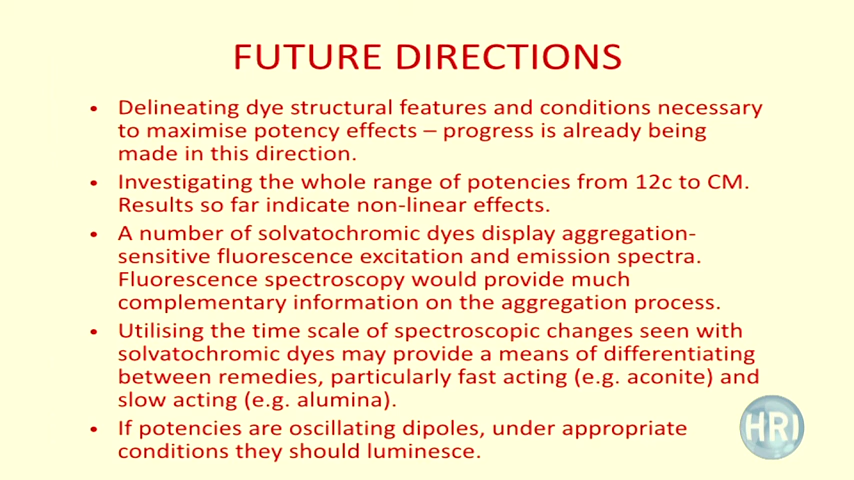 FUTURE DIRECTIONS
• Delineating dye structural features and conditions necessary
to maximise potency effects – progress is already being
made in this direction.
• Investigating the whole range of potencies from 12c to CM.
Results so far indicate non-linear effects.
• A number of solvatochromic dyes display aggregation-
sensitive fluorescence excitation and emission spectra.
Fluorescence spectroscopy would provide much
complementary information on the aggregation process.
• Utilising the time scale of spectroscopic changes seen with
solvatochromic dyes may provide a means of differentiating
between remedies, particularly fast acting (e.g. aconite) and
slow acting (e.g. alumina).
• If potencies are oscillating dipoles, under appropriate
conditions they should luminesce.
HRI